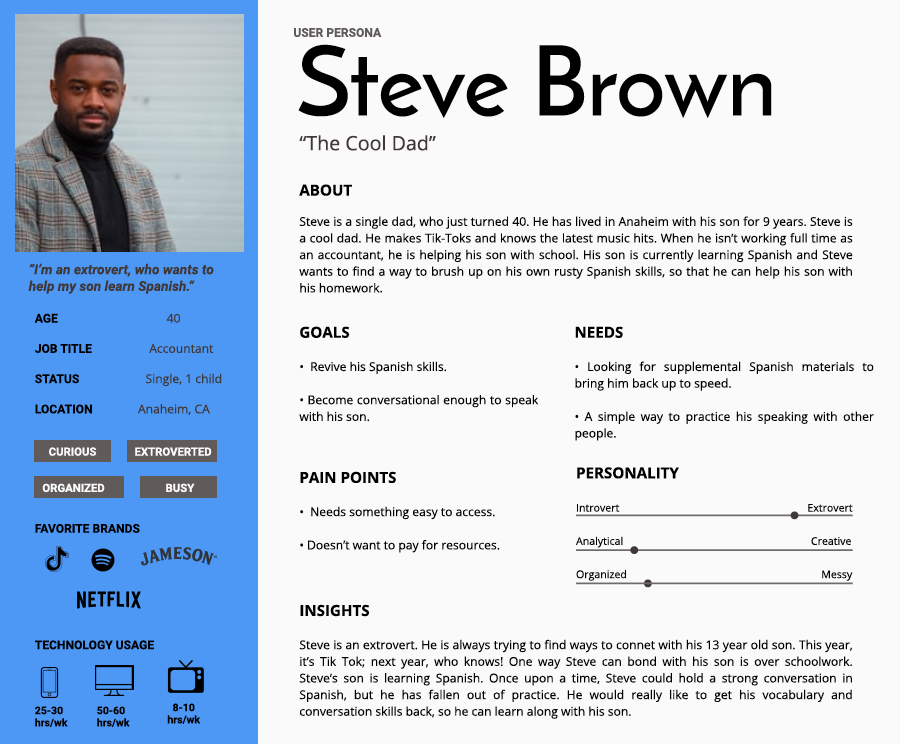 USER PERSONA
Steve Brown
“The Cool Dad”
“I’m an extrovert, who wants to
help my son learn Spanish.”
AGE 40
JOB TITLE Accountant
STATUS Single, 1 child
LOCATION Anaheim, CA
CURIOUS EXTROVERTED
ORGANIZED BUSY
FAVORITE BRANDS
JAMESON
NETFLIX
TECHNOLOGY USAGE
25-30 50-60 8-10
hrs/wk hrs/wk hrs/wk
ABOUT
Steve is a single dad, who just turned 40. He has lived in Anaheim with his son for 9 years. Steve is
a cool dad. He makes Tik-Toks and knows the latest music hits. When he isn’t working full time as
an accountant, he is helping his son with school. His son is currently learning Spanish and Steve
wants to find a way to brush up on his own rusty Spanish skills, so that he can help his son with
his homework.
GOALS
• Revive his Spanish skills.
• Become conversational enough to speak
with his son.
NEEDS
• Looking for supplemental Spanish materials to
bring him back up to speed.
• A simple way to practice his speaking with other
people.
PAIN POINTS
• Needs something easy to access.
• Doesn’t want to pay for resources.
PERSONALITY
Introvert Extrovert
Analytical Creative
Organized Messy
INSIGHTS
Steve is an extrovert. He is always trying to find ways to connet with his 13 year old son. This year,
it’s Tik Tok; next year, who knows! One way Steve can bond with his son is over schoolwork.
Steve’s son is learning Spanish. Once upon a time, Steve could hold a strong conversation in
Spanish, but he has fallen out of practice. He would really like to get his vocabulary and
conversation skills back, so he can learn along with his son.